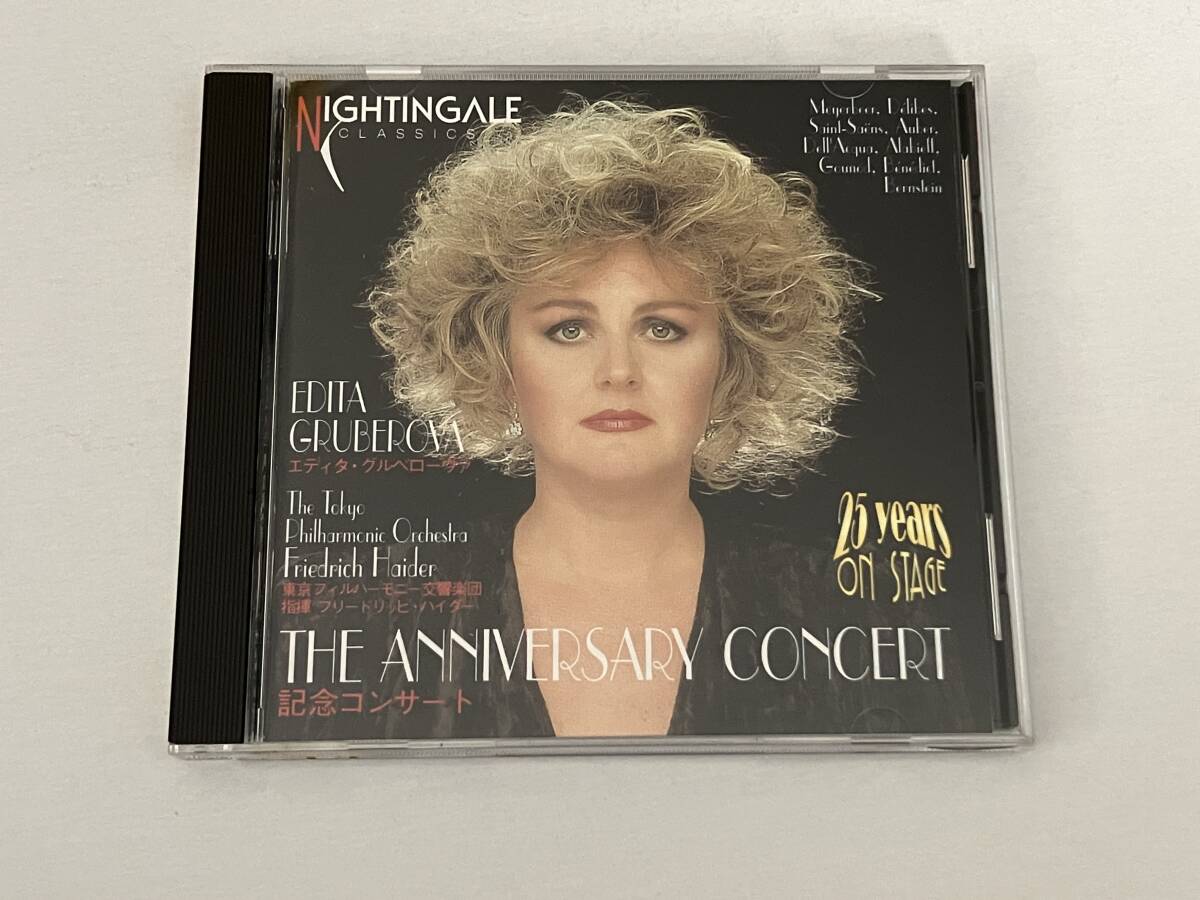 NIGHTINGALE
CLASSICS
Meyerbeer, Délibes,
Saint-Saëns, Auber,
Dell'Acqua, Alabieff,
Gounod, Bénédict,
Bernstein
EDITA
GRUBEROVA
エディタ・グルベローヴァ
The Tokyo
Philharmonic Orchestra
Friedrich Haider
東京フィルハーモニー交響楽団
指揮 フリードリッヒ・ハイダー
25 years
ON STAGE
THE ANNIVERSARY CONCERT
記念コンサート